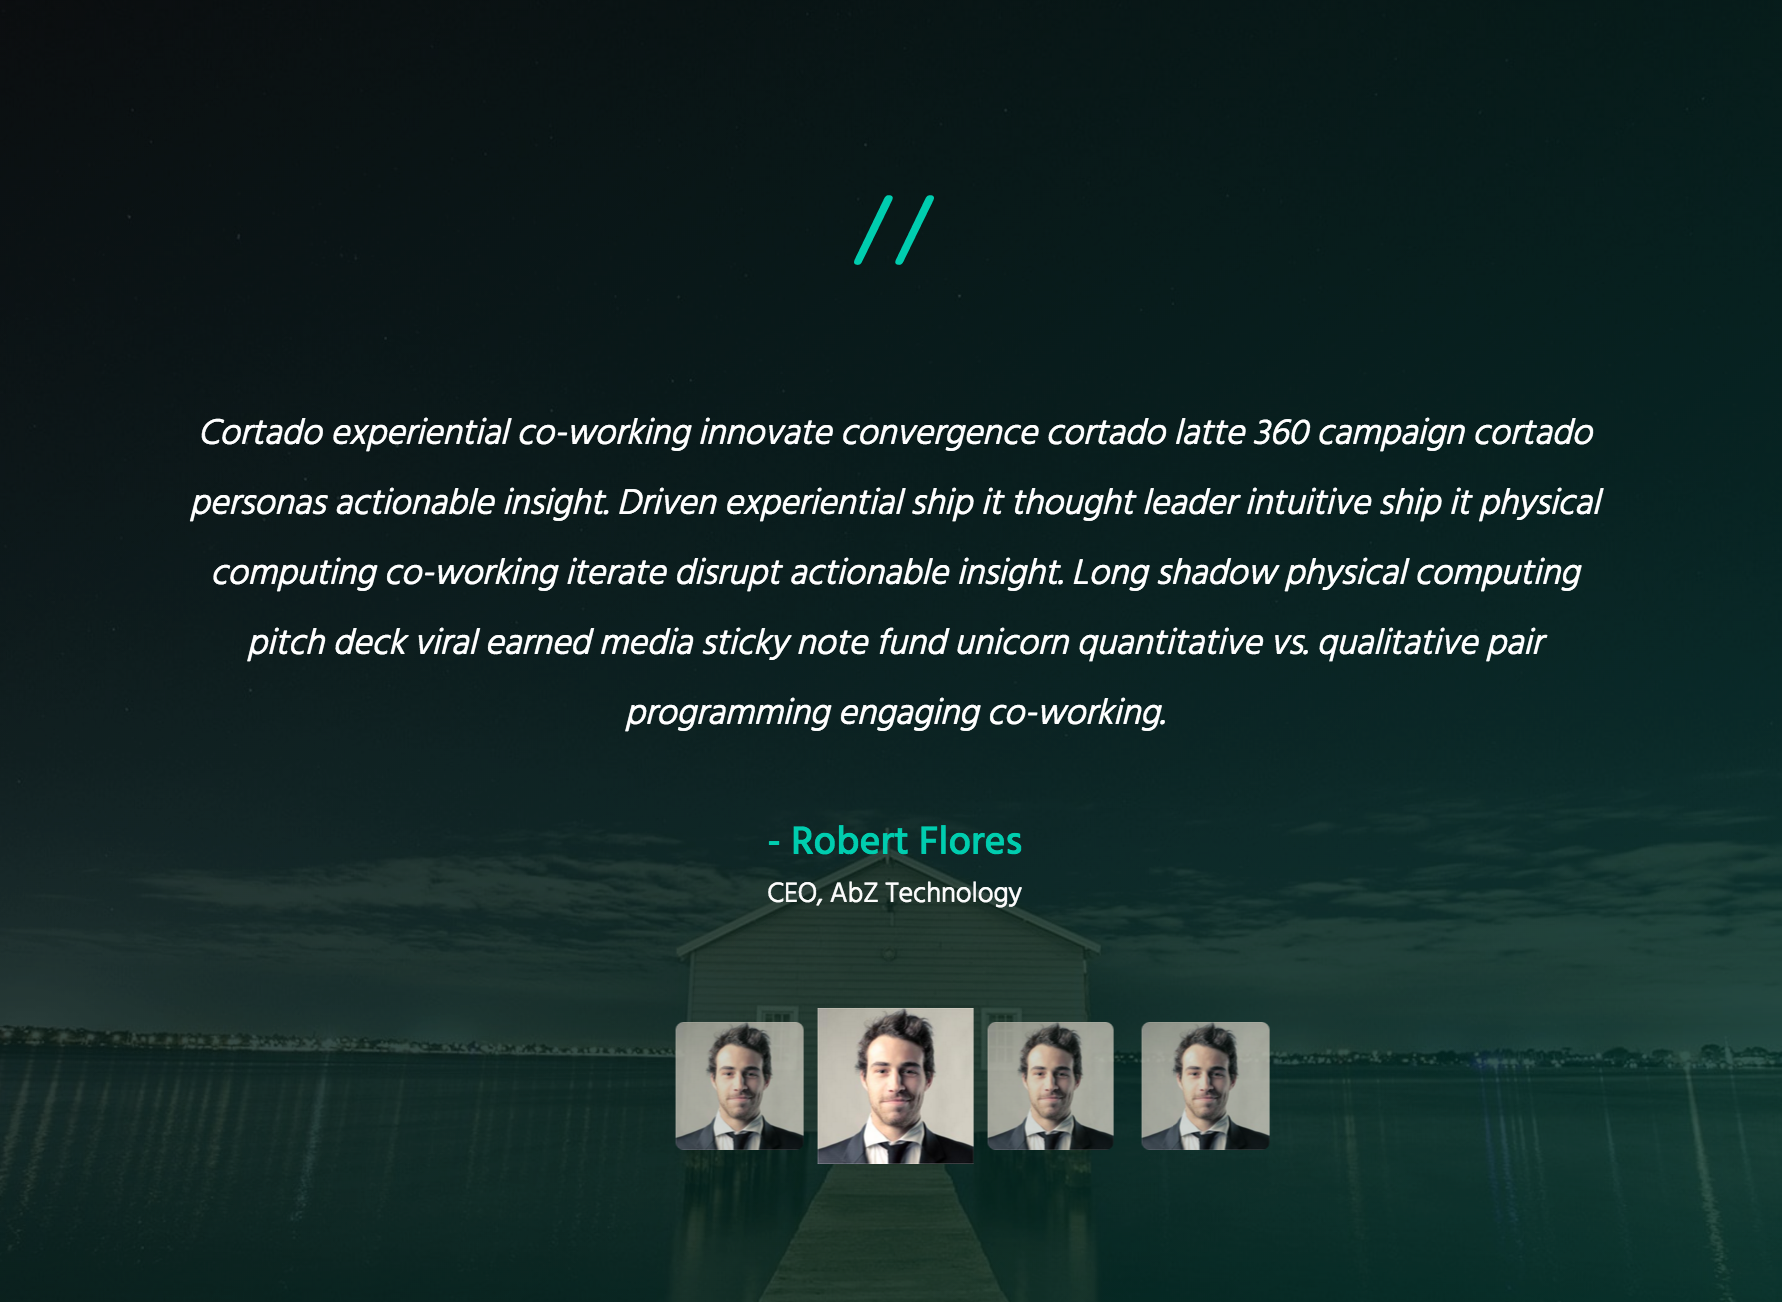 //
Cortado experiential co-working innovate convergence cortado latte 360 campaign cortado
personas actionable insight. Driven experiential ship it thought leader intuitive ship it physical
computing co-working iterate disrupt actionable insight. Long shadow physical computing
pitch deck viral earned media sticky note fund unicorn quantitative vs. qualitative pair
programming engaging co-working.
- Robert Flores
CEO, AbZ Technology